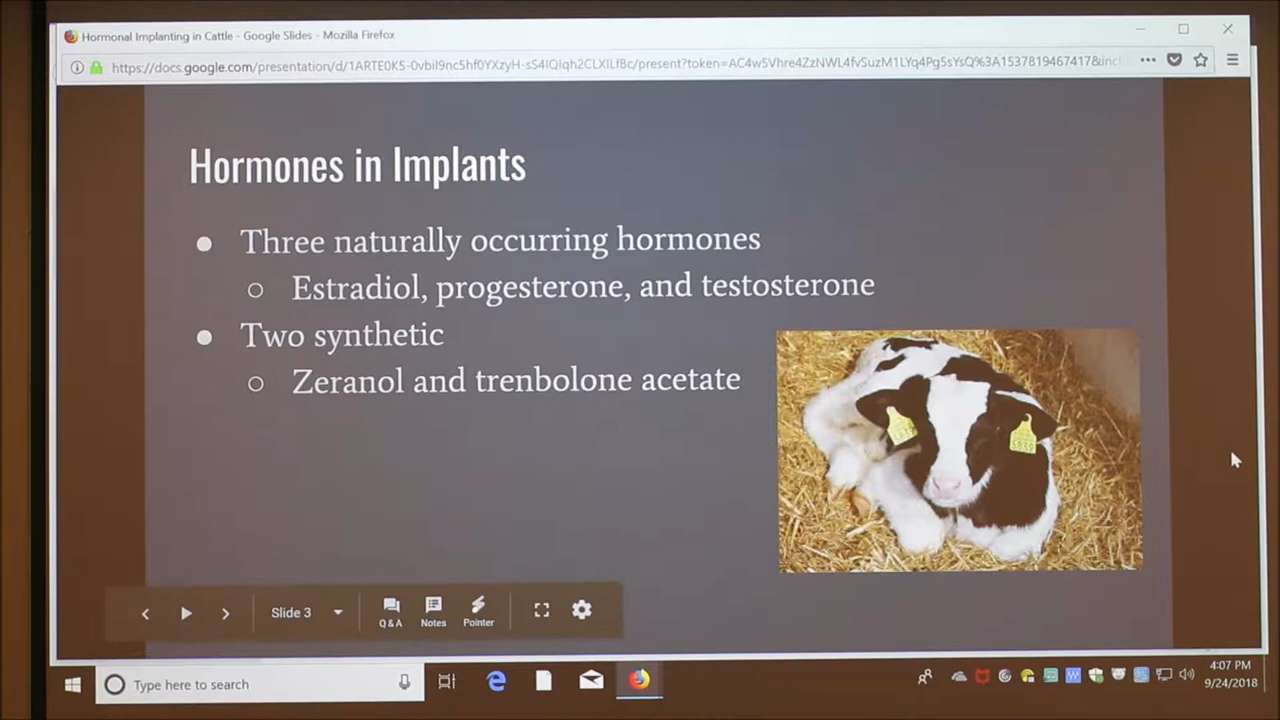 Hormonal Implanting in Cattle - Google Slides - Mozilla Firefox
Hormones in Implants
● Three naturally occurring hormones
○ Estradiol, progesterone, and testosterone
● Two synthetic
○ Zeranol and trenbolone acetate
Slide 3
Q & A
Notes
Pointer
Type here to search
4:07 PM
9/24/2018